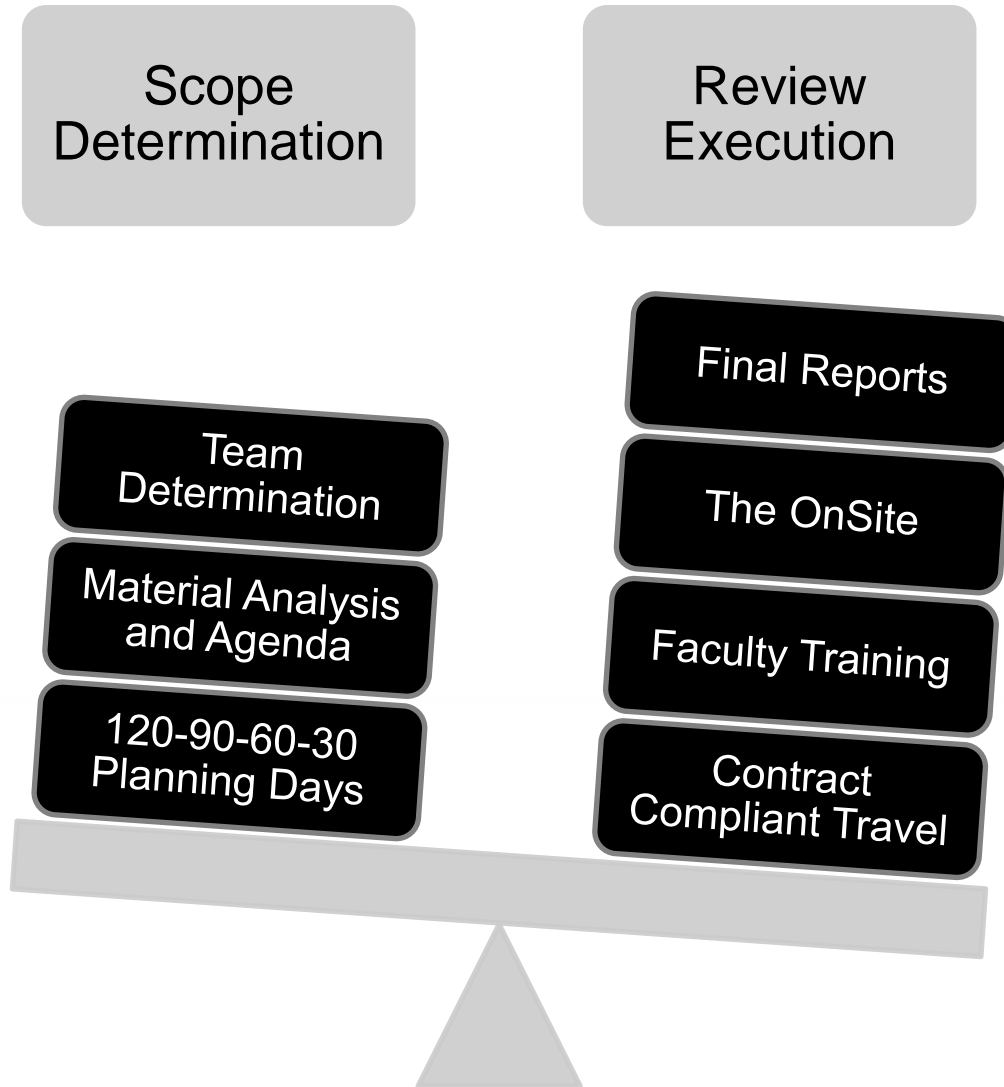 Scope
Determination
Review
Execution
Team
Determination
Material Analysis
and Agenda
120-90-60-30
Planning Days
Final Reports
The OnSite
Faculty Training
Contract
Compliant Travel